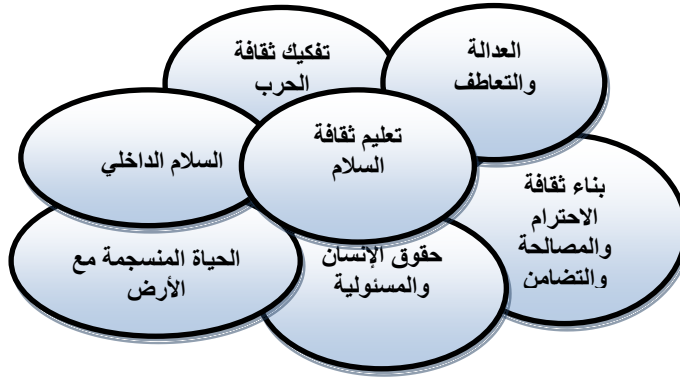 العدالة
والتعاطف
تفكيك ثقافة
الحرب
تعليم ثقافة
السلام
السلام الداخلي
بناء ثقافة
الاحترام
والمصالحة
والتضامن
حقوق الإنسان
والمسئولية
الحياة المنسجمة مع
الأرض